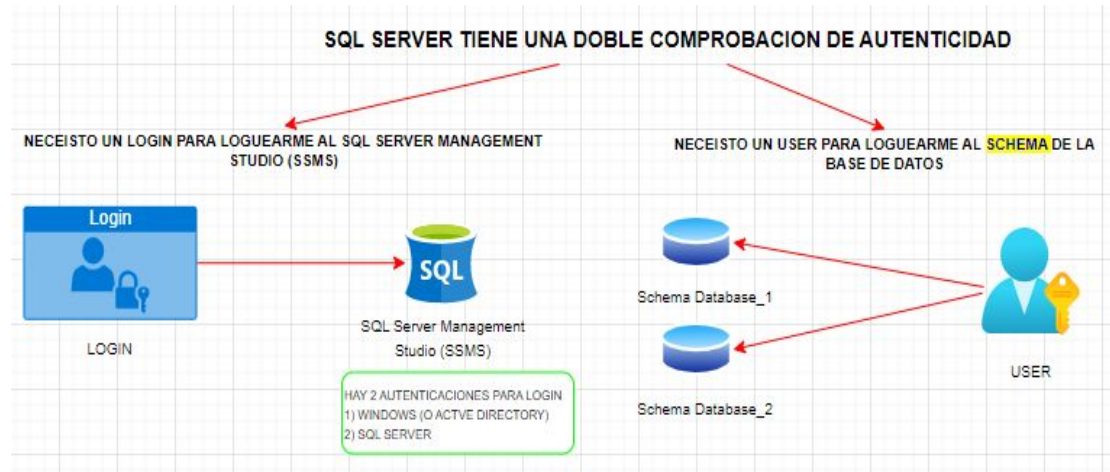 SQL SERVER TIENE UNA DOBLE COMPROBACION DE AUTENTICIDAD
NECEISTO UN LOGIN PARA LOGUEARME AL SQL SERVER MANAGEMENT
STUDIO (SSMS)
NECEISTO UN USER PARA LOGUEARME AL SCHEMA DE LA
BASE DE DATOS
Login
SQL
LOGIN
SQL Server Management
Studio (SSMS)
HAY 2 AUTENTICACIONES PARA LOGIN
1) WINDOWS (O ACTVE DIRECTORY)
2) SQL SERVER
Schema Database_1
Schema Database_2
USER